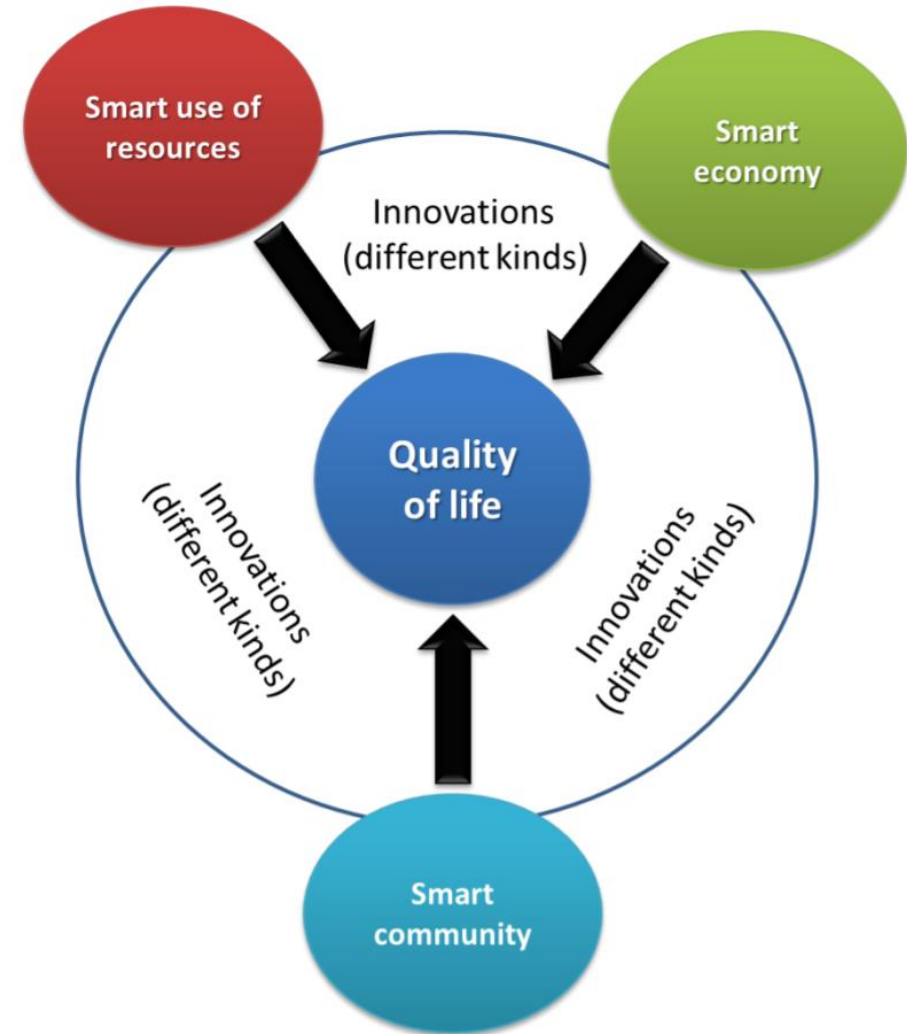 Smart use of
resources
Smart
economy
Innovations
(different kinds)
Quality
of life
Innovations
(different kinds)
Innovations
(different kinds)
Smart
community